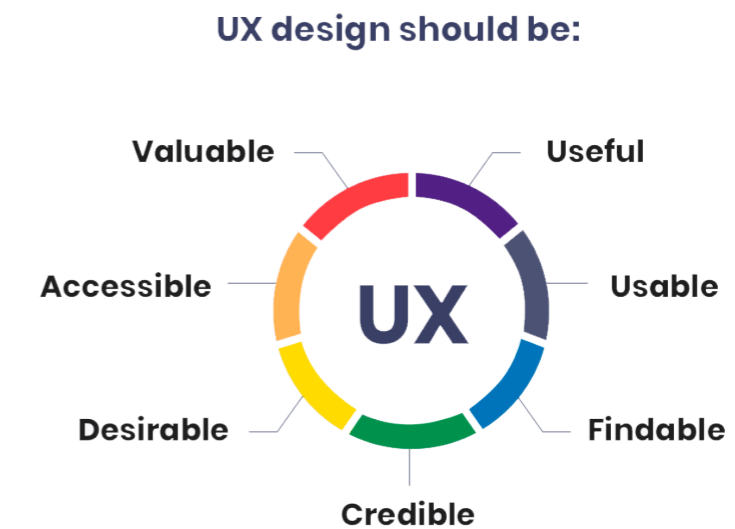 UX design should be:
Valuable
Useful
Accessible
UX
Usable
Desirable
Findable
Credible